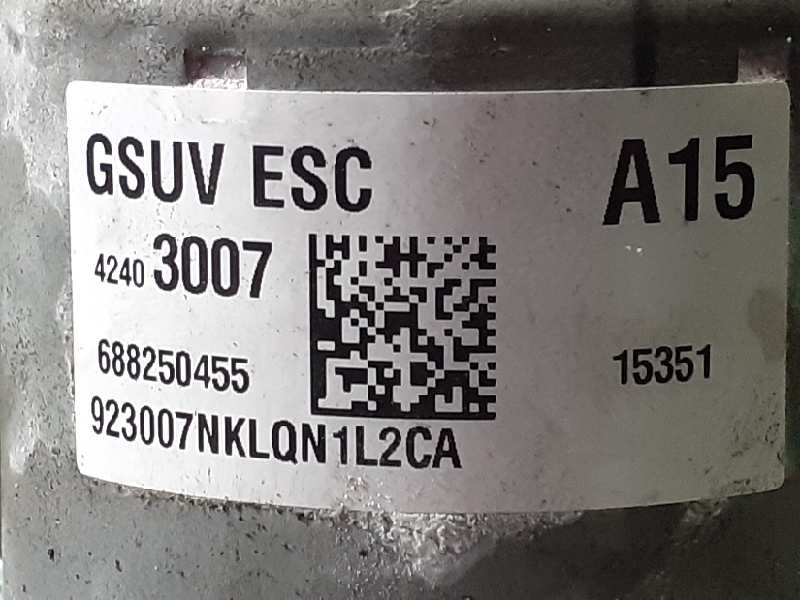 GSUV ESC A15
4240 3007
688250455 15351
923007NKLQN1L2CA